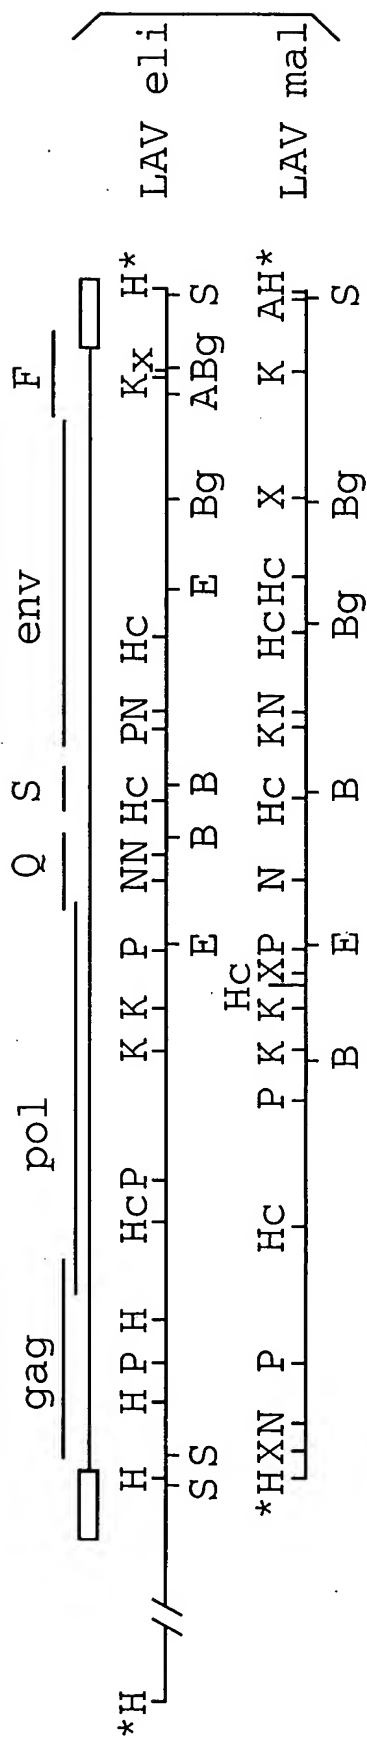 gag pol Q S env F
*H H H P H HcP K K P NN Hc PN Hc Kx H* LAV eli
S S E B B E Bg ABg S
Hc
*HXN P Hc P K K XP N Hc KN HcHc X K AH* LAV mal
B E B Bg Bg S